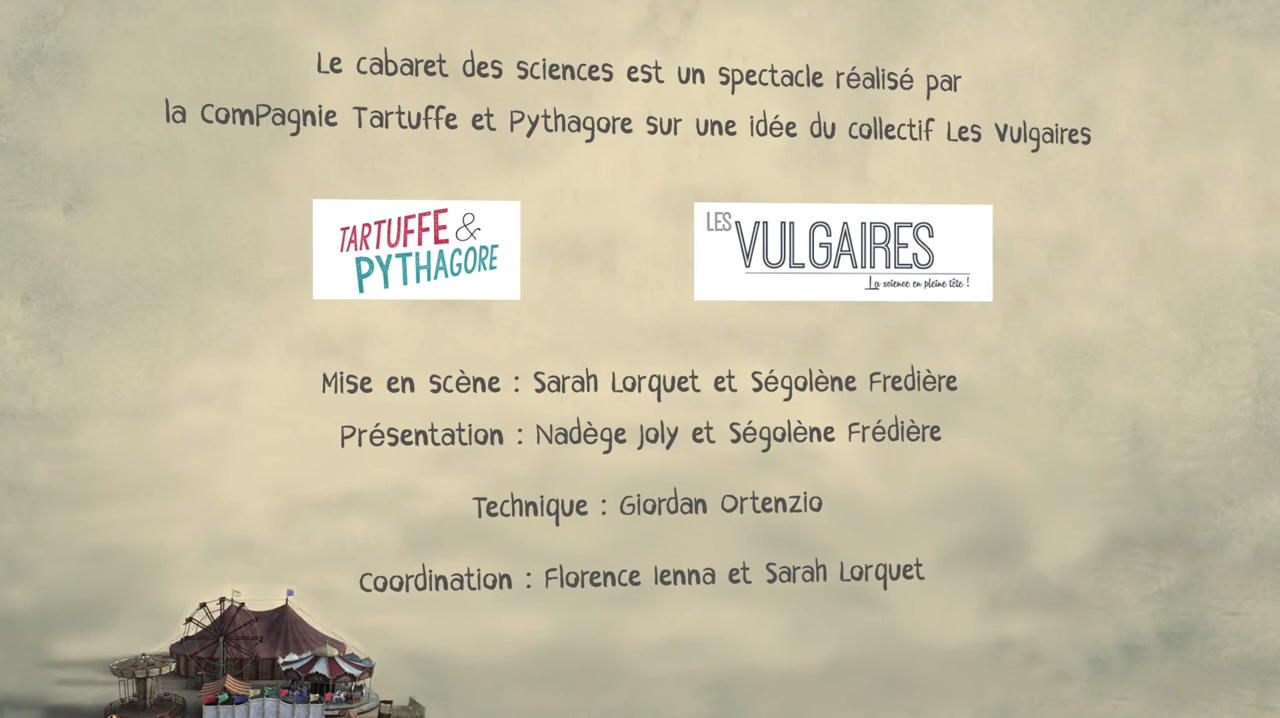 Le cabaret des sciences est un spectacle réalisé par
la ComPagnie Tartuffe et Pythagore sur une idée du collectif Les Vulgaires
TARTUFFE &
PYTHAGORE
LES
VULGAIRES
La science en pleine tête !
Mise en scène : Sarah Lorquet et Ségolène Fredière
Présentation : Nadège Joly et Ségolène Frédière
Technique : Giordan Ortenzio
Coordination : Florence Ienna et Sarah Lorquet